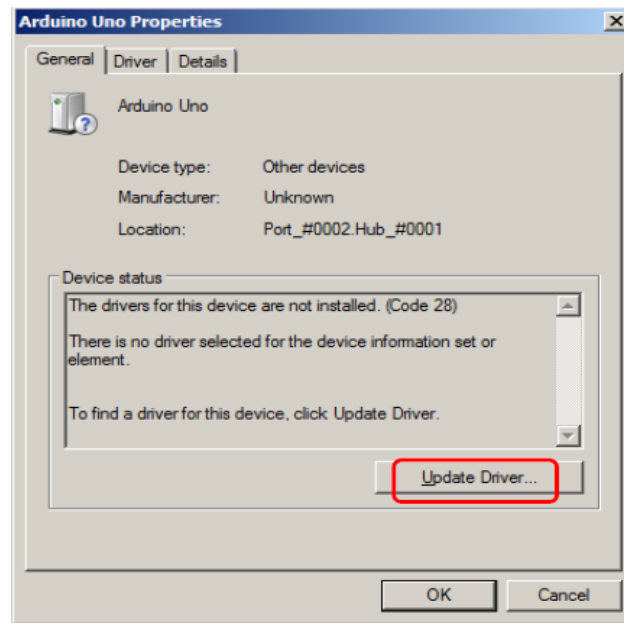 Arduino Uno Properties
General Driver Details
Arduino Uno
Device type: Other devices
Manufacturer: Unknown
Location: Port_#0002.Hub_#0001
Device status
The drivers for this device are not installed. (Code 28)
There is no driver selected for the device information set or
element.
To find a driver for this device, click Update Driver.
Update Driver...
OK Cancel